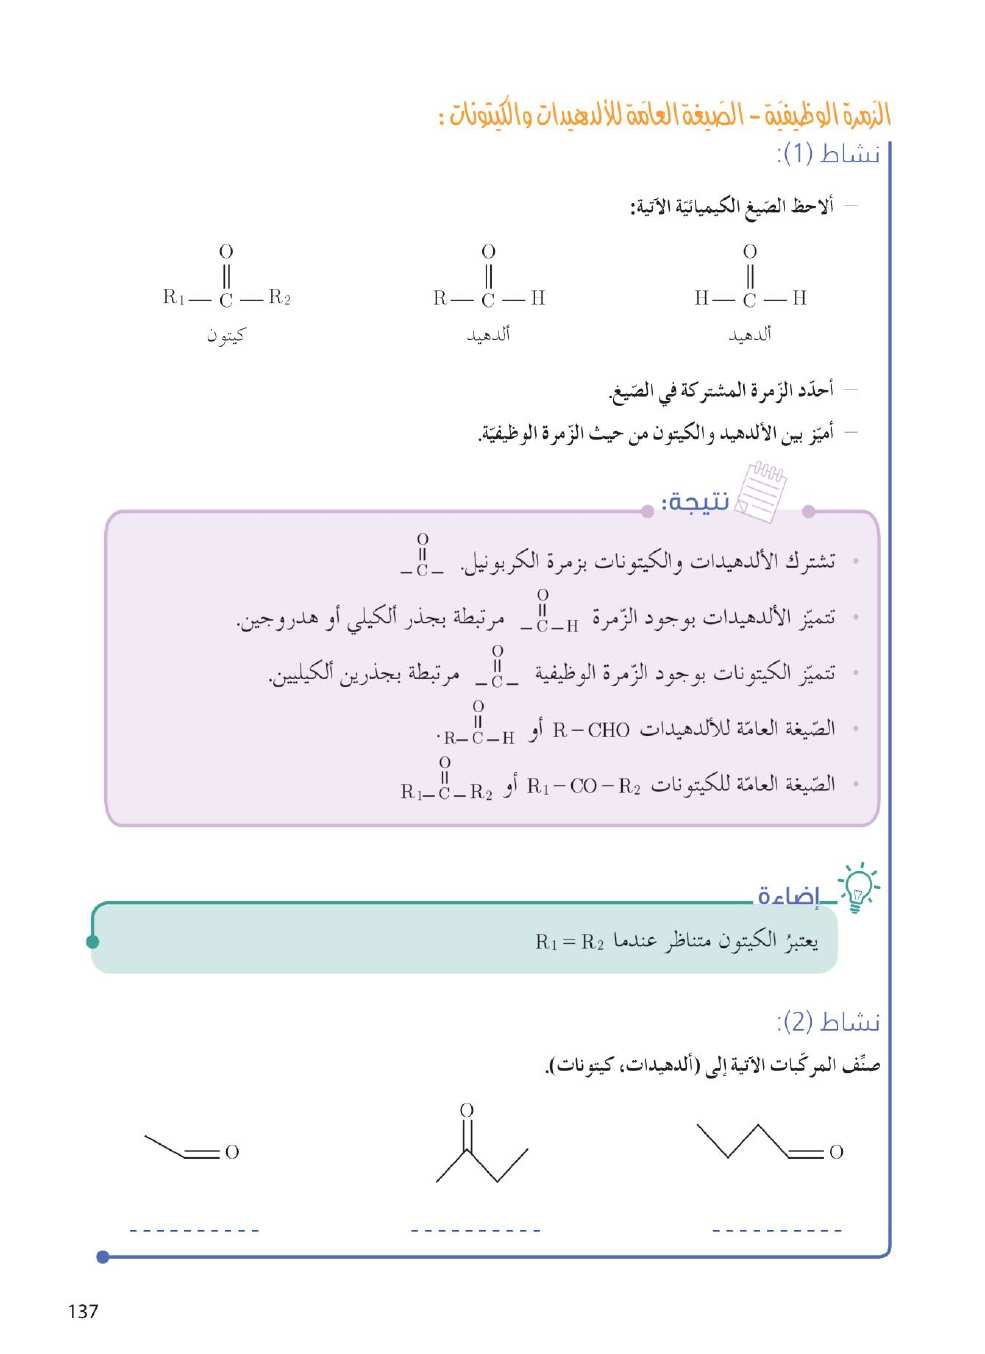 الزمرة الوظيفية – الصيغة العامة للألدهيدات والكيتونات :
نشاط (1):
– ألاحظ الصّيغ الكيميائيّة الآتية:
O O O
R1 — C — R2 R — C — H H — C — H
كيتون ألدهيد ألدهيد
– أحدّد الزّمرة المشتركة في الصّيغ.
– أميّز بين الألدهيد والكيتون من حيث الزّمرة الوظيفيّة.
نتيجة:
• تشترك الألدهيدات والكيتونات بزمرة الكربونيل. –C(=O)–
• تتميّز الألدهيدات بوجود الزّمرة –C(=O)–H مرتبطة بجذر ألكيلي أو هدروجين.
• تتميّز الكيتونات بوجود الزّمرة الوظيفية –C(=O)– مرتبطة بجذرين ألكيليين.
• الصّيغة العامّة للألدهيدات R – CHO أو R–C(=O)–H.
• الصّيغة العامّة للكيتونات R1 – CO – R2 أو R1–C(=O)–R2
إضاءة
يعتبرُ الكيتون متناظر عندما R1 = R2
نشاط (2):
صنِّف المركّبات الآتية إلى (ألدهيدات، كيتونات).
O O O
137